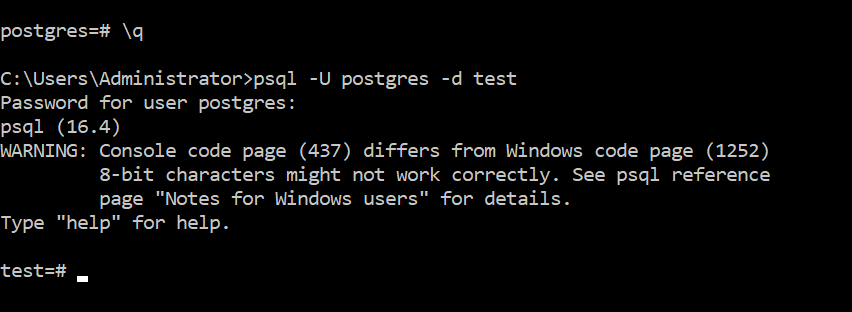 postgres=# \q
C:\Users\Administrator>psql -U postgres -d test
Password for user postgres:
psql (16.4)
WARNING: Console code page (437) differs from Windows code page (1252)
         8-bit characters might not work correctly. See psql reference
         page "Notes for Windows users" for details.
Type "help" for help.
test=#